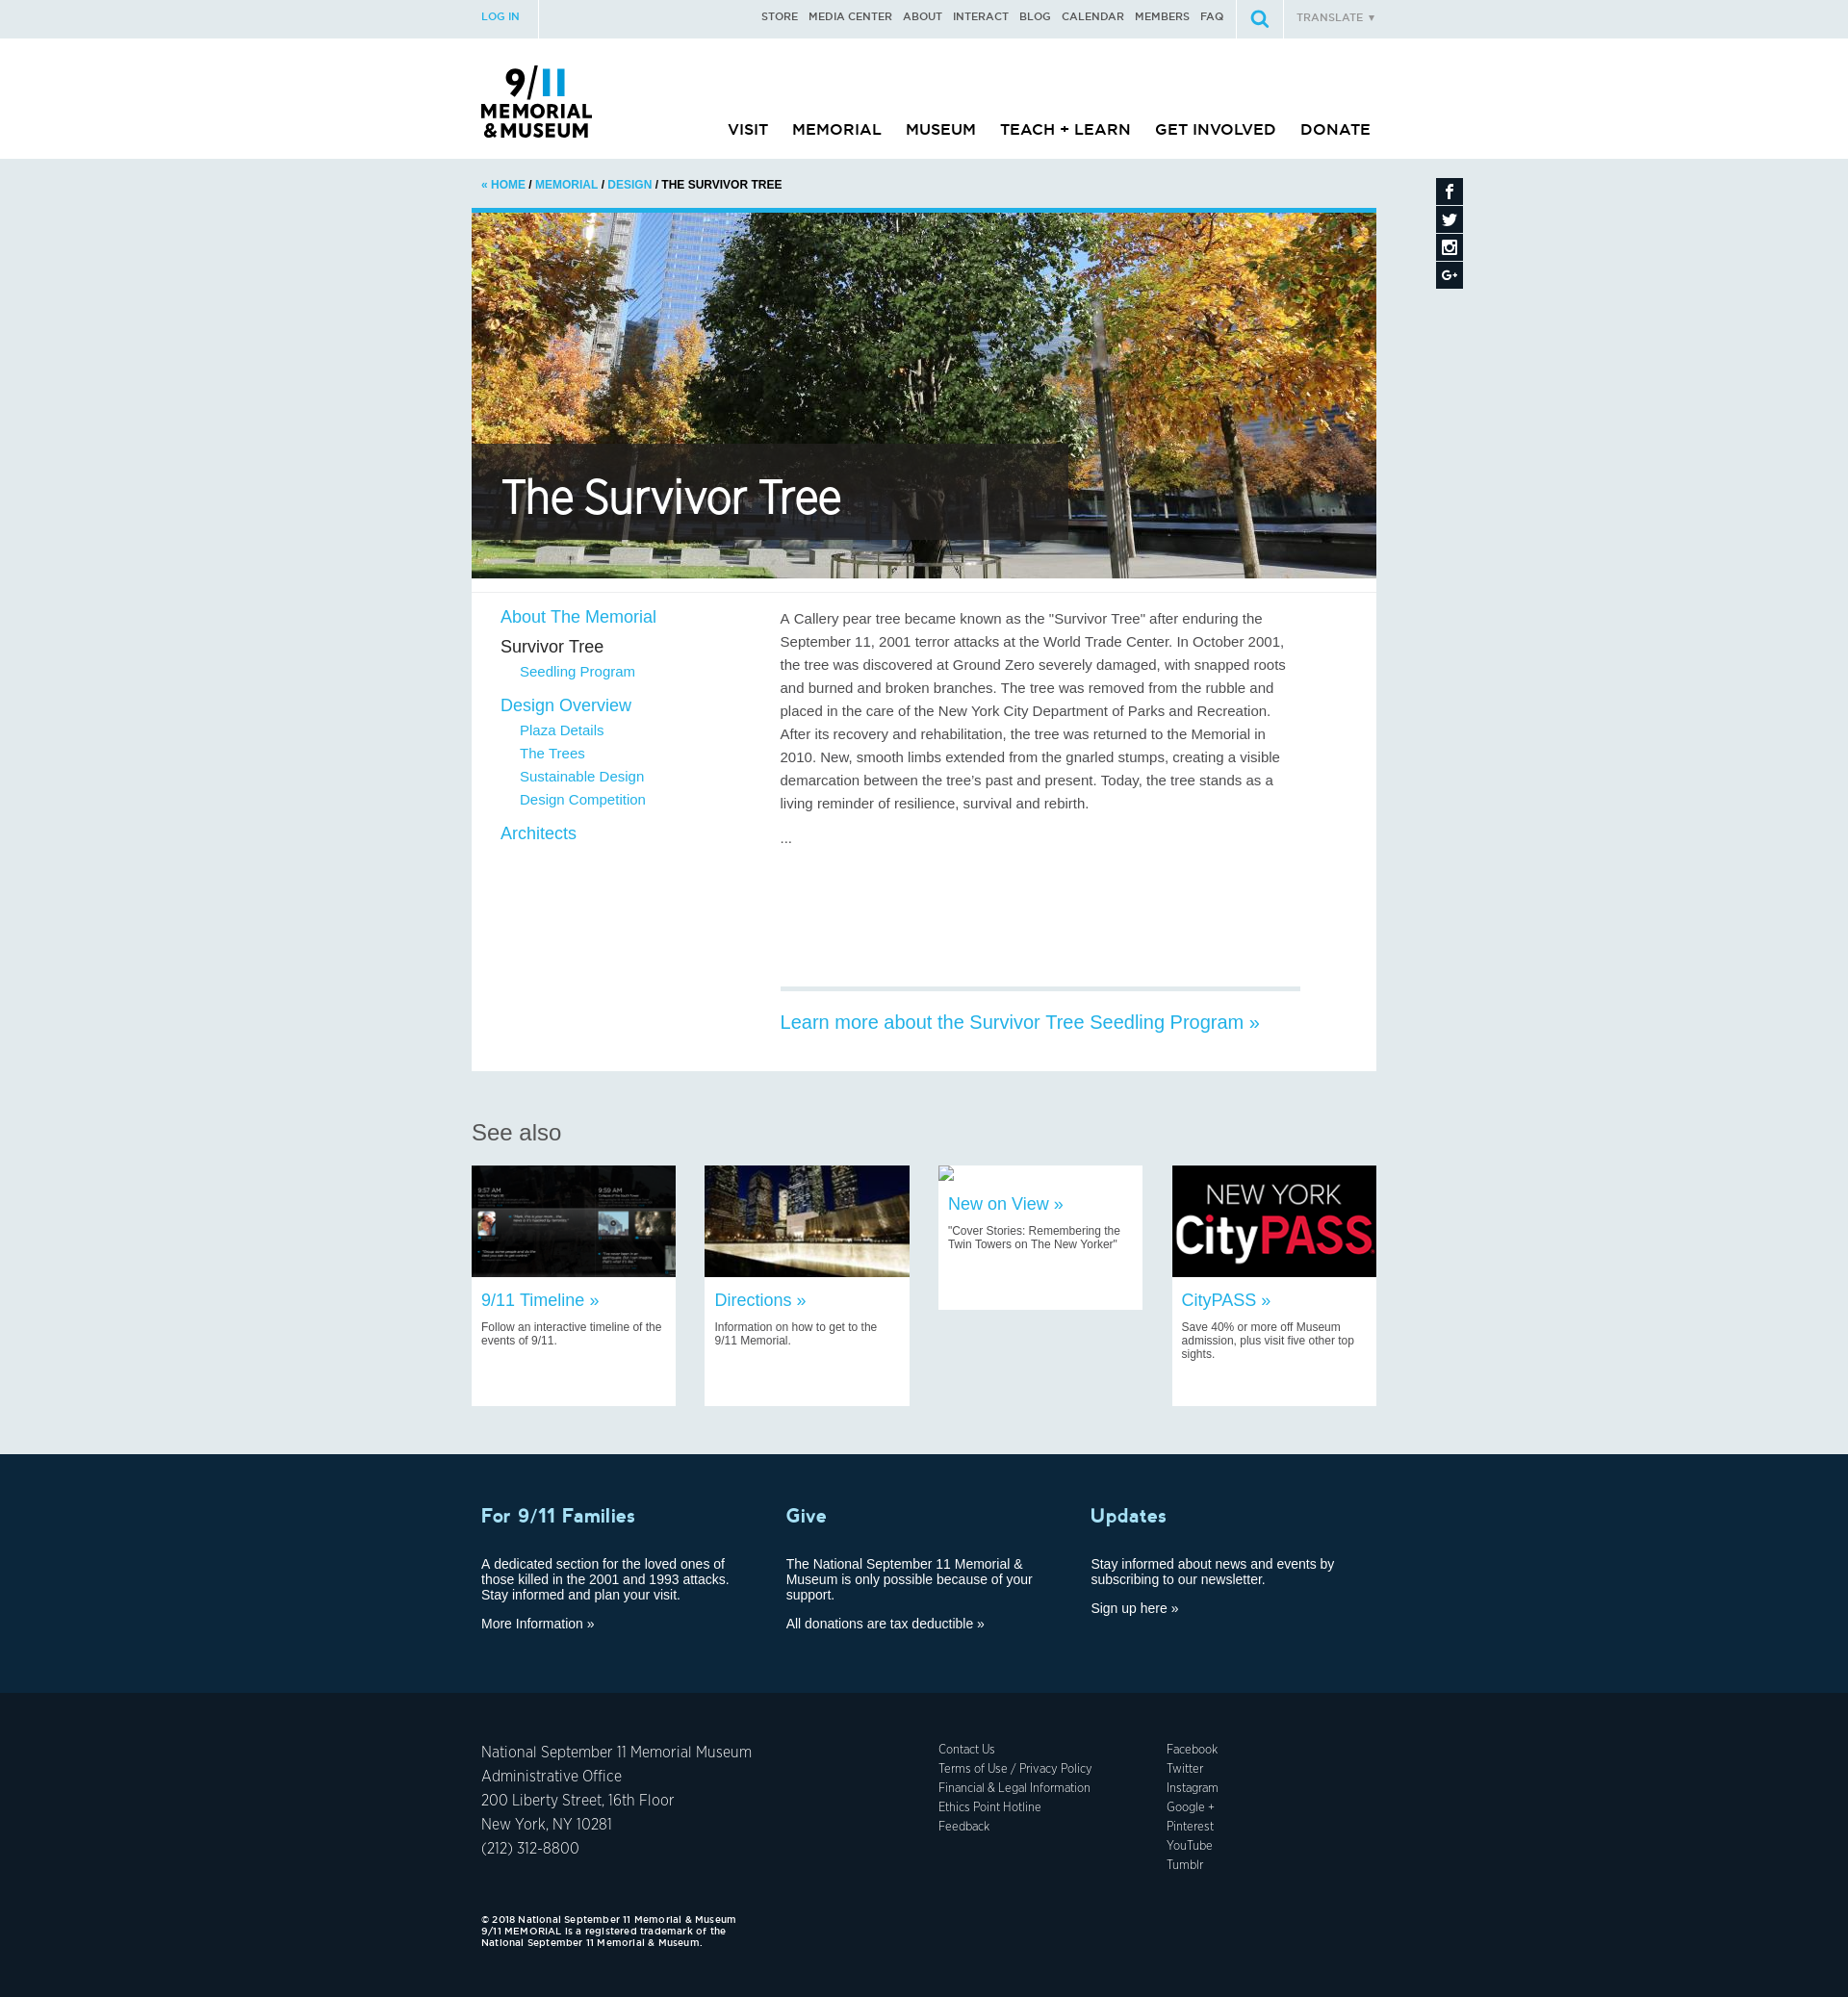 LOG IN
STORE MEDIA CENTER ABOUT INTERACT BLOG CALENDAR MEMBERS FAQ
TRANSLATE ▼
9/11
MEMORIAL
&MUSEUM
VISIT MEMORIAL MUSEUM TEACH + LEARN GET INVOLVED DONATE
« HOME / MEMORIAL / DESIGN / THE SURVIVOR TREE
The Survivor Tree
About The Memorial
Survivor Tree
Seedling Program
Design Overview
Plaza Details
The Trees
Sustainable Design
Design Competition
Architects
A Callery pear tree became known as the "Survivor Tree" after enduring the
September 11, 2001 terror attacks at the World Trade Center. In October 2001,
the tree was discovered at Ground Zero severely damaged, with snapped roots
and burned and broken branches. The tree was removed from the rubble and
placed in the care of the New York City Department of Parks and Recreation.
After its recovery and rehabilitation, the tree was returned to the Memorial in
2010. New, smooth limbs extended from the gnarled stumps, creating a visible
demarcation between the tree's past and present. Today, the tree stands as a
living reminder of resilience, survival and rebirth.
...
Learn more about the Survivor Tree Seedling Program »
See also
9:57 AM
9:59 AM
9/11 Timeline »
Follow an interactive timeline of the
events of 9/11.
Directions »
Information on how to get to the
9/11 Memorial.
New on View »
"Cover Stories: Remembering the
Twin Towers on The New Yorker"
NEW YORK
CityPASS
CityPASS »
Save 40% or more off Museum
admission, plus visit five other top
sights.
For 9/11 Families
A dedicated section for the loved ones of
those killed in the 2001 and 1993 attacks.
Stay informed and plan your visit.
More Information »
Give
The National September 11 Memorial &
Museum is only possible because of your
support.
All donations are tax deductible »
Updates
Stay informed about news and events by
subscribing to our newsletter.
Sign up here »
National September 11 Memorial Museum
Administrative Office
200 Liberty Street, 16th Floor
New York, NY 10281
(212) 312-8800
Contact Us
Terms of Use / Privacy Policy
Financial & Legal Information
Ethics Point Hotline
Feedback
Facebook
Twitter
Instagram
Google +
Pinterest
YouTube
Tumblr
© 2018 National September 11 Memorial & Museum
9/11 MEMORIAL is a registered trademark of the
National September 11 Memorial & Museum.